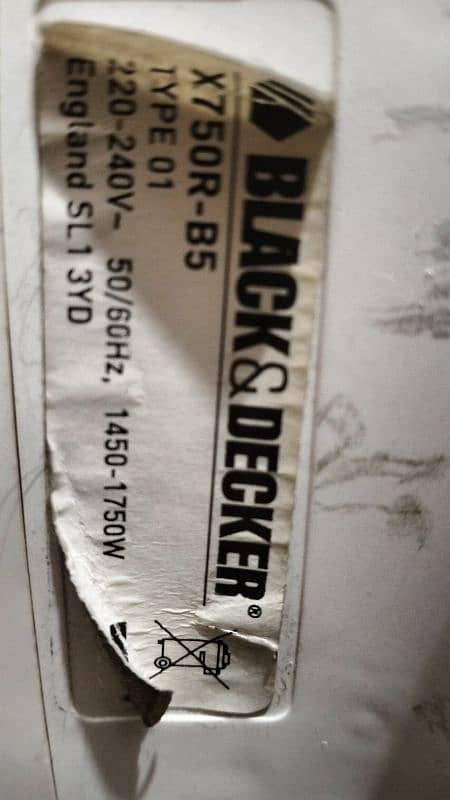 BLACK & DECKER®
X750R-B5
TYPE 01
220-240V~ 50/60Hz, 1450-1750W
England SL1 3YD